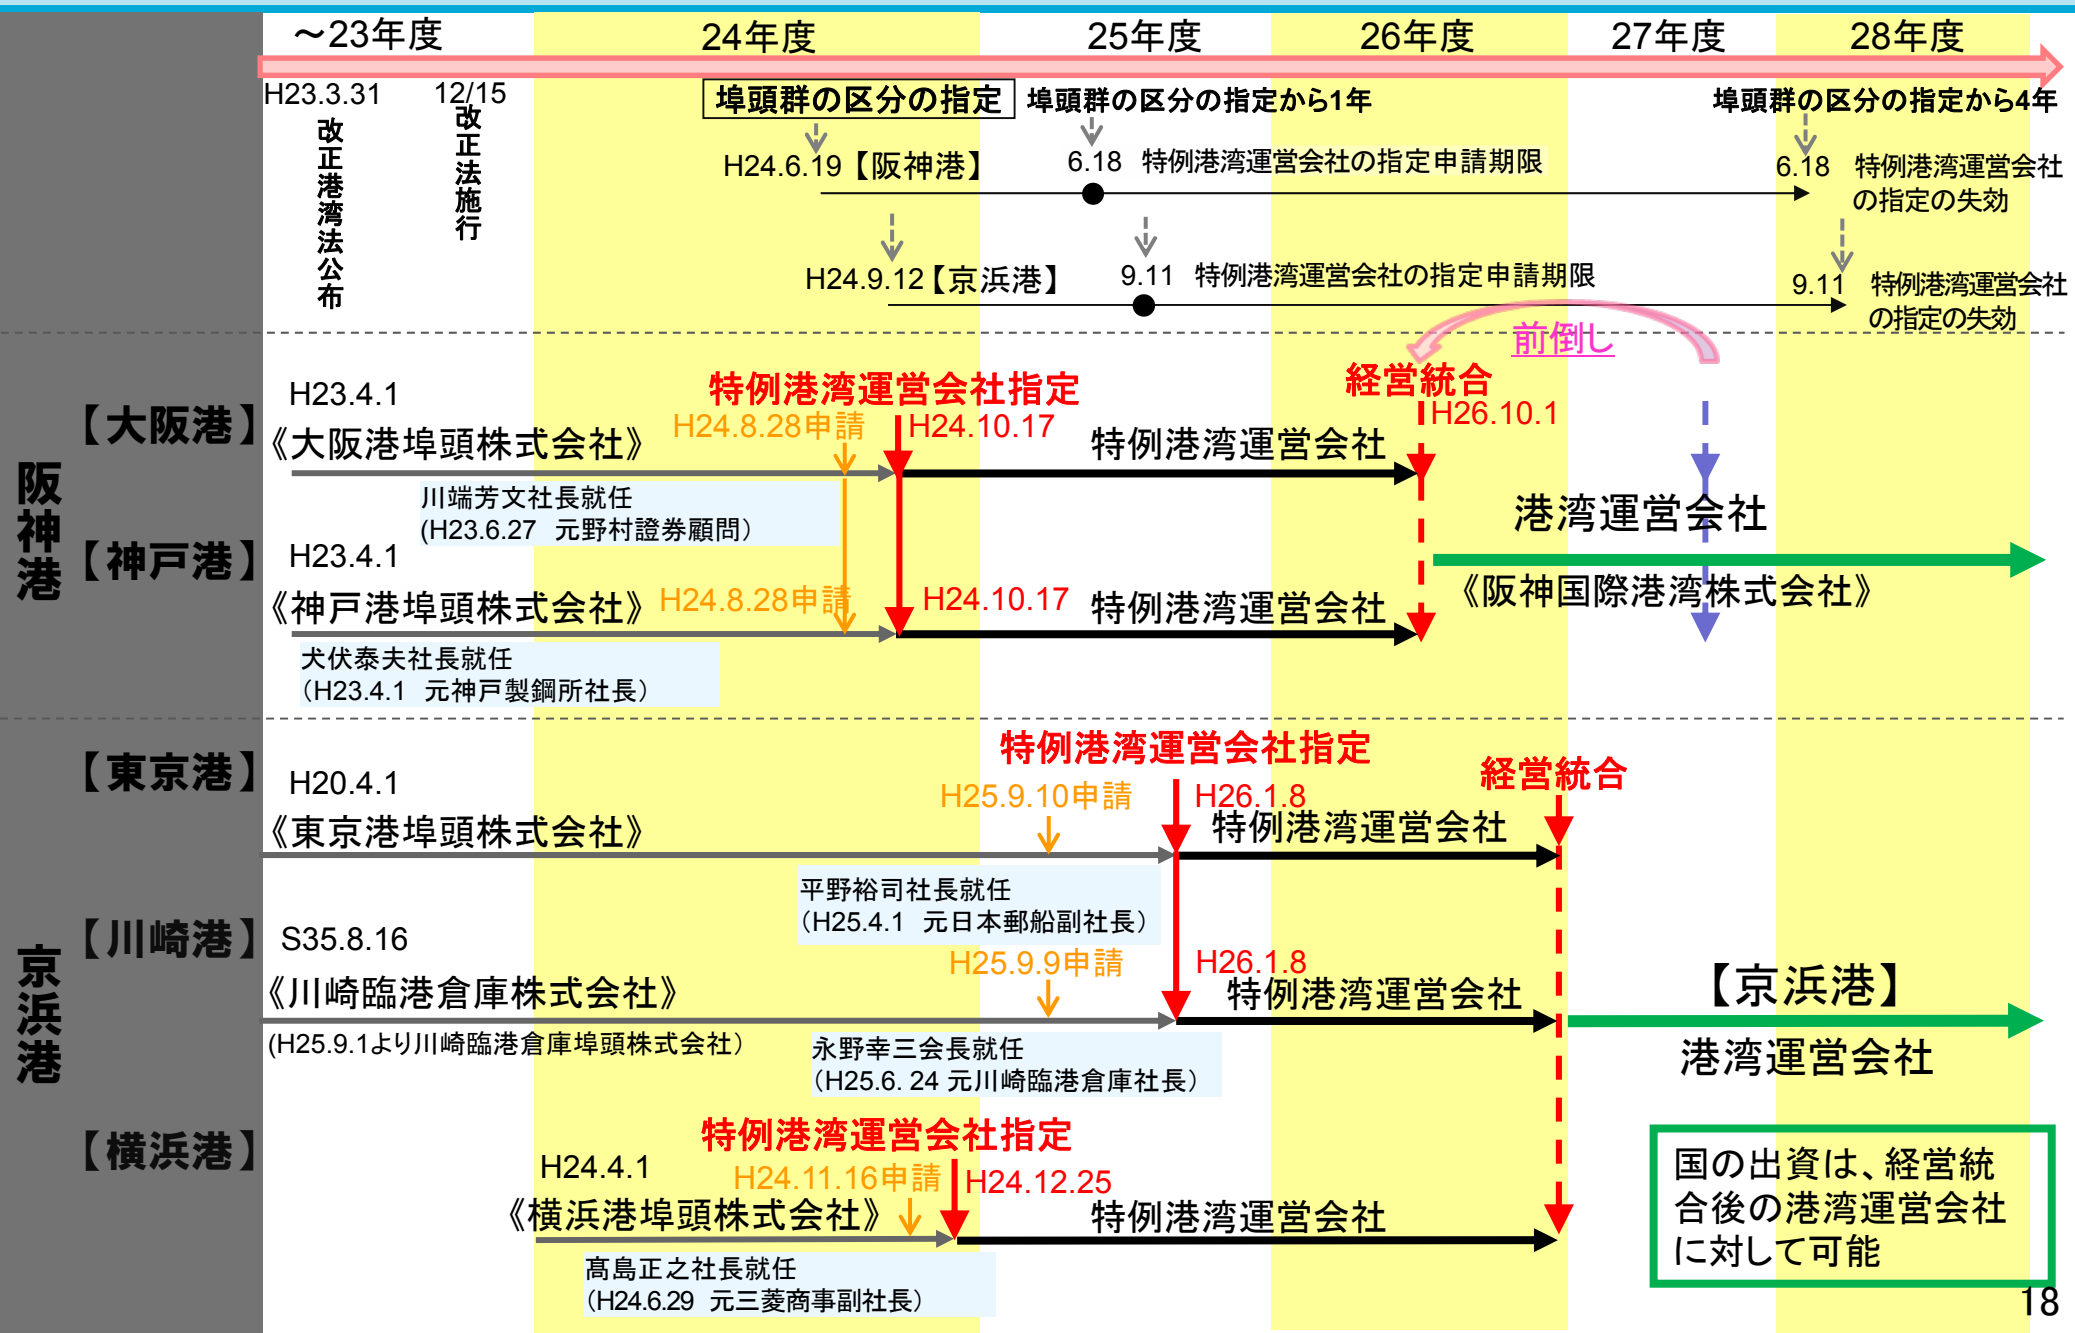 ～23年度
24年度
25年度
26年度
27年度
28年度
H23.3.31
改正港湾法公布
12/15
改正法施行
埠頭群の区分の指定
埠頭群の区分の指定から1年
埠頭群の区分の指定から4年
H24.6.19【阪神港】
6.18 特例港湾運営会社の指定申請期限
6.18 特例港湾運営会社
の指定の失効
H24.9.12【京浜港】
9.11 特例港湾運営会社の指定申請期限
9.11 特例港湾運営会社
の指定の失効
前倒し
阪神港
【大阪港】
H23.4.1
《大阪港埠頭株式会社》
特例港湾運営会社指定
H24.8.28申請
H24.10.17
特例港湾運営会社
経営統合
H26.10.1
川端芳文社長就任
(H23.6.27 元野村證券顧問）
港湾運営会社
《阪神国際港湾株式会社》
【神戸港】
H23.4.1
《神戸港埠頭株式会社》
H24.8.28申請
H24.10.17
特例港湾運営会社
犬伏泰夫社長就任
（H23.4.1 元神戸製鋼所社長）
京浜港
【東京港】
H20.4.1
《東京港埠頭株式会社》
特例港湾運営会社指定
H25.9.10申請
H26.1.8
特例港湾運営会社
経営統合
平野裕司社長就任
（H25.4.1 元日本郵船副社長）
【川崎港】
S35.8.16
《川崎臨港倉庫株式会社》
(H25.9.1より川崎臨港倉庫埠頭株式会社）
H25.9.9申請
H26.1.8
特例港湾運営会社
永野幸三会長就任
（H25.6. 24 元川崎臨港倉庫社長）
【京浜港】
港湾運営会社
【横浜港】
H24.4.1
《横浜港埠頭株式会社》
特例港湾運営会社指定
H24.11.16申請
H24.12.25
特例港湾運営会社
髙島正之社長就任
（H24.6.29 元三菱商事副社長）
国の出資は、経営統
合後の港湾運営会社
に対して可能
18